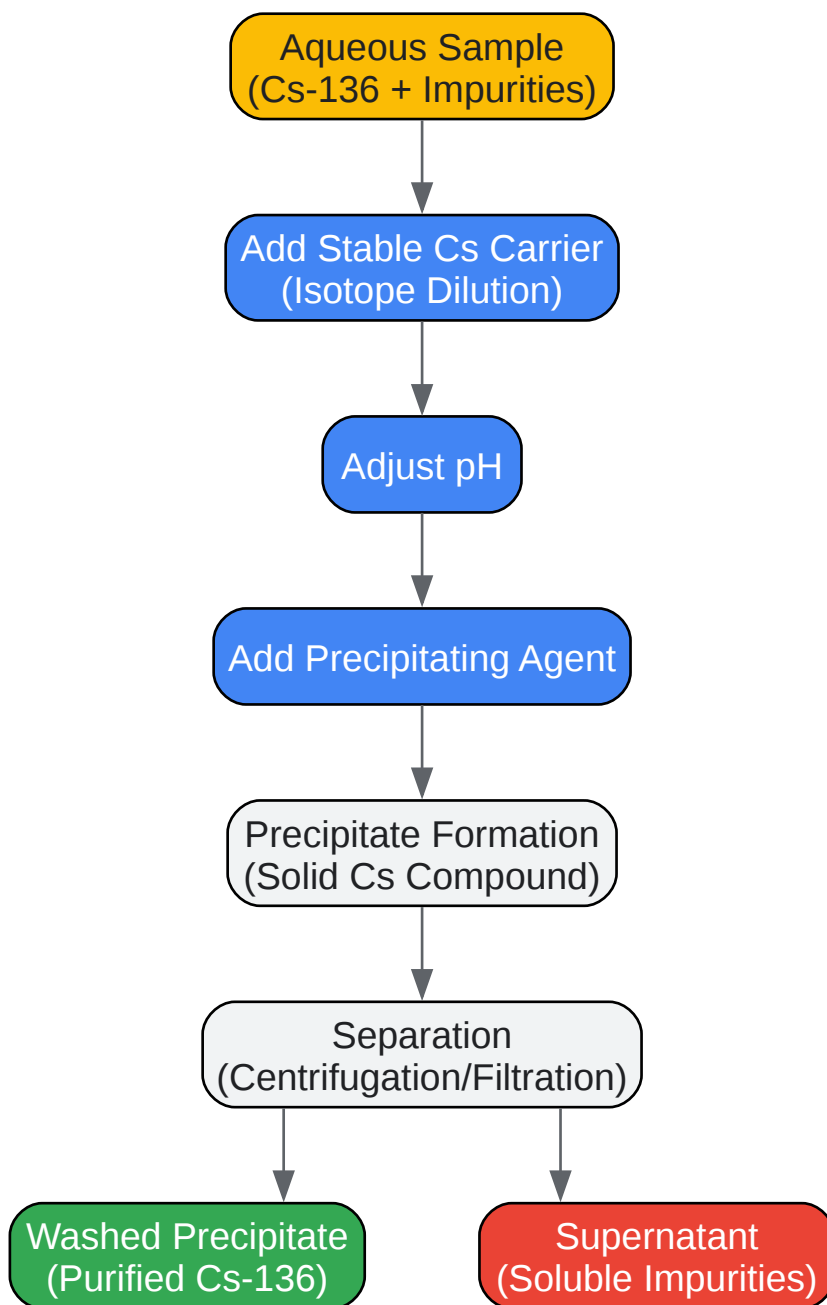 Aqueous Sample
(Cs-136 + Impurities)
Add Stable Cs Carrier
(Isotope Dilution)
Adjust pH
Add Precipitating Agent
Precipitate Formation
(Solid Cs Compound)
Separation
(Centrifugation/Filtration)
Washed Precipitate
(Purified Cs-136)
Supernatant
(Soluble Impurities)